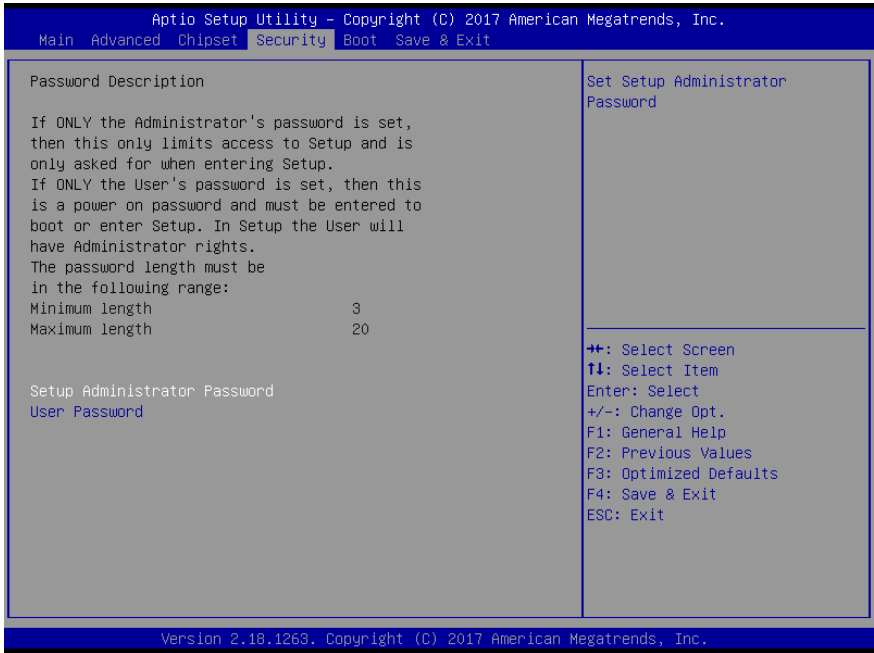 Aptio Setup Utility – Copyright (C) 2017 American Megatrends, Inc.
Main Advanced Chipset Security Boot Save & Exit
Password Description
If ONLY the Administrator's password is set,
then this only limits access to Setup and is
only asked for when entering Setup.
If ONLY the User's password is set, then this
is a power on password and must be entered to
boot or enter Setup. In Setup the User will
have Administrator rights.
The password length must be
in the following range:
Minimum length 3
Maximum length 20
Setup Administrator Password
User Password
Set Setup Administrator
Password
→←: Select Screen
↑↓: Select Item
Enter: Select
+/-: Change Opt.
F1: General Help
F2: Previous Values
F3: Optimized Defaults
F4: Save & Exit
ESC: Exit
Version 2.18.1263. Copyright (C) 2017 American Megatrends, Inc.